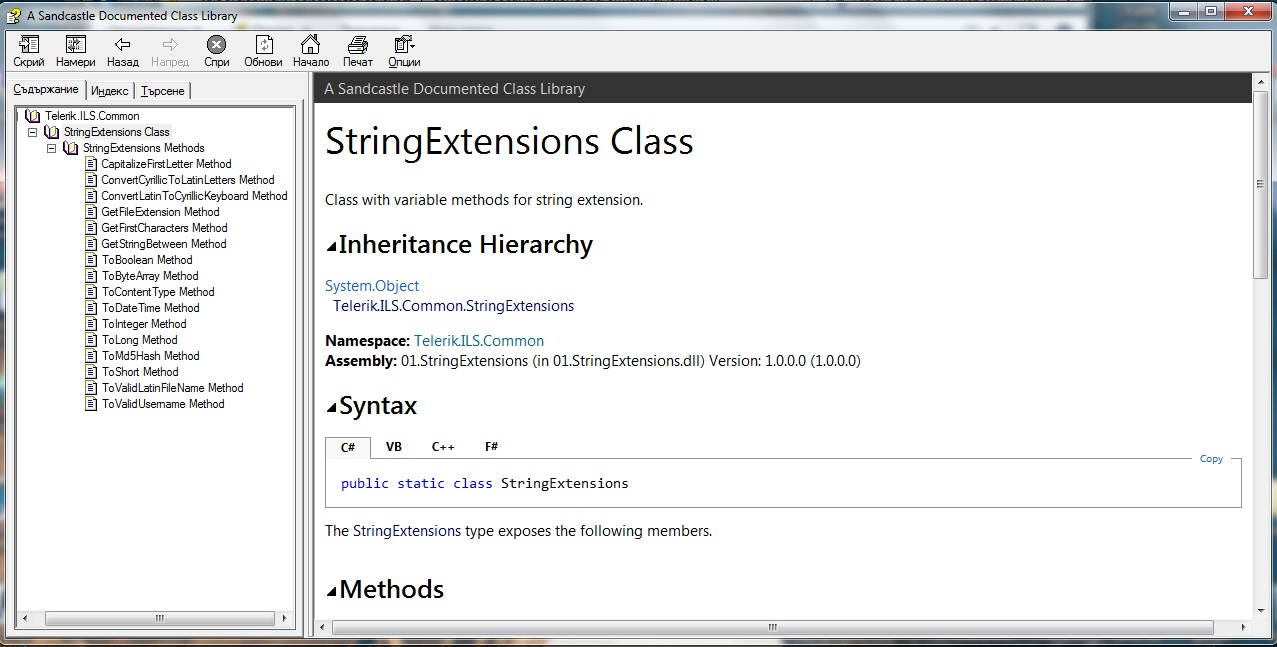 A Sandcastle Documented Class Library
Скрий Намери Назад Напред Спри Обнови Начало Печат Опции
Съдържание Индекс Търсене
Telerik.ILS.Common
StringExtensions Class
StringExtensions Methods
CapitalizeFirstLetter Method
ConvertCyrillicToLatinLetters Method
ConvertLatinToCyrillicKeyboard Method
GetFileExtension Method
GetFirstCharacters Method
GetStringBetween Method
ToBoolean Method
ToByteArray Method
ToContentType Method
ToDateTime Method
ToInteger Method
ToLong Method
ToMd5Hash Method
ToShort Method
ToValidLatinFileName Method
ToValidUsername Method
A Sandcastle Documented Class Library
StringExtensions Class
Class with variable methods for string extension.
Inheritance Hierarchy
System.Object
Telerik.ILS.Common.StringExtensions
Namespace: Telerik.ILS.Common
Assembly: 01.StringExtensions (in 01.StringExtensions.dll) Version: 1.0.0.0 (1.0.0.0)
Syntax
C# VB C++ F#
Copy
public static class StringExtensions
The StringExtensions type exposes the following members.
Methods